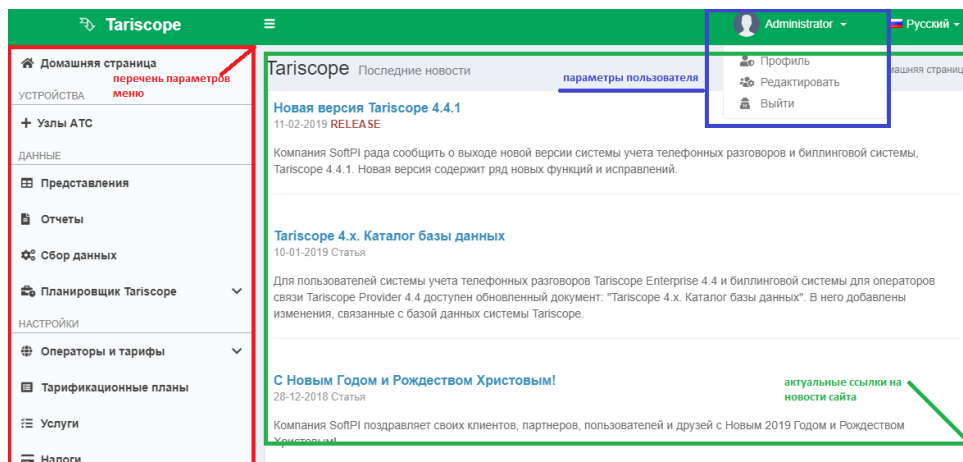 Tariscope
Administrator
Русский
Домашняя страница
перечень параметров
меню
УСТРОЙСТВА
Узлы АТС
ДАННЫЕ
Представления
Отчеты
Сбор данных
Планировщик Tariscope
НАСТРОЙКИ
Операторы и тарифы
Тарификационные планы
Услуги
Налоги
Tariscope Последние новости
параметры пользователя
Профиль
Редактировать
Выйти
Новая версия Tariscope 4.4.1
11-02-2019 RELEASE
Компания SoftPI рада сообщить о выходе новой версии системы учета телефонных разговоров и биллинговой системы,
Tariscope 4.4.1. Новая версия содержит ряд новых функций и исправлений.
Tariscope 4.x. Каталог базы данных
10-01-2019 Статья
Для пользователей системы учета телефонных разговоров Tariscope Enterprise 4.4 и биллинговой системы для операторов
связи Tariscope Provider 4.4 доступен обновленный документ: "Tariscope 4.x. Каталог базы данных". В него добавлены
изменения, связанные с базой данных системы Tariscope.
С Новым Годом и Рождеством Христовым!
28-12-2018 Статья
актуальные ссылки на
новости сайта
Компания SoftPI поздравляет своих клиентов, партнеров, пользователей и друзей с Новым 2019 Годом и Рождеством
Христовым!